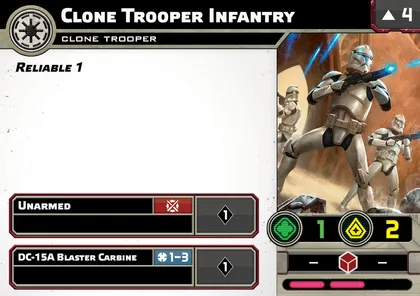 Clone Trooper Infantry
▲ 4
Clone Trooper
Reliable 1
Unarmed
1
1
2
DC-15A Blaster Carbine
1-3
1
– –